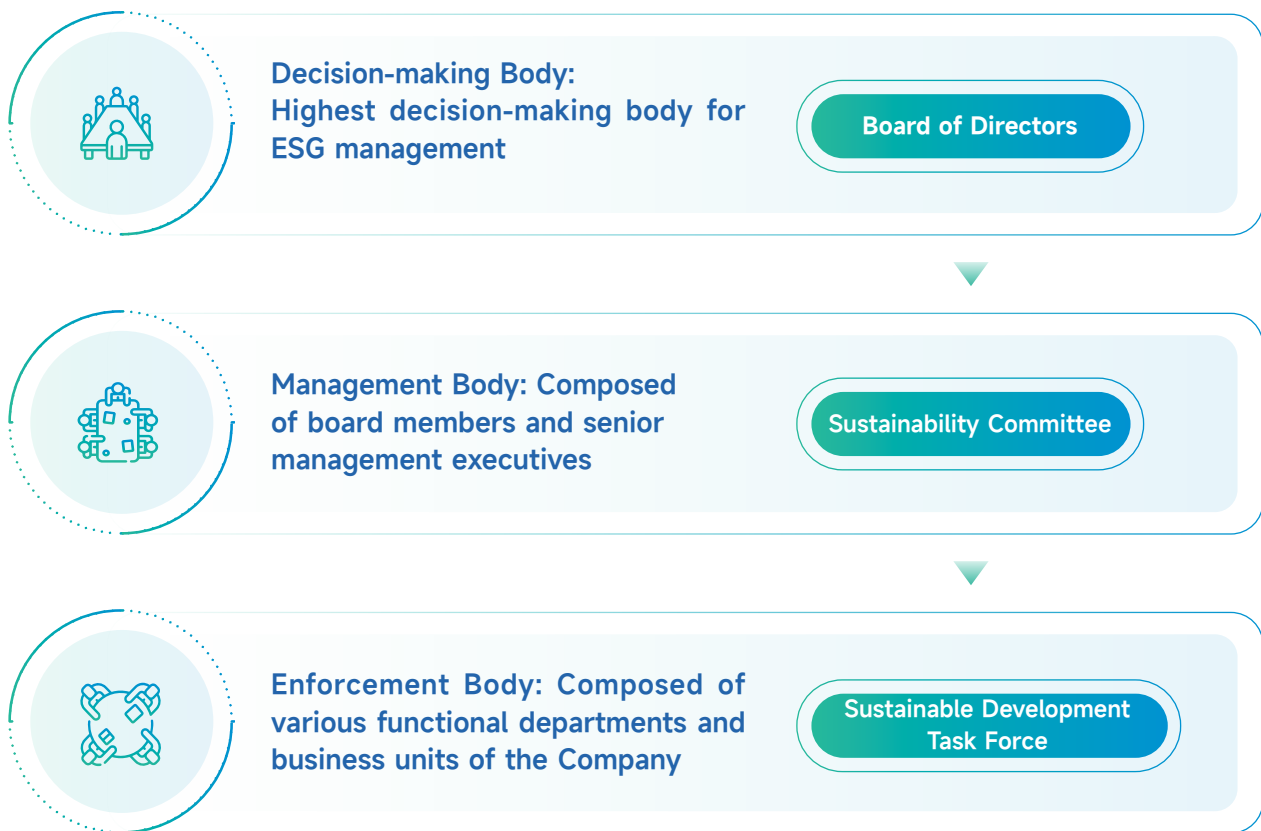 Decision-making Body:
Highest decision-making body for
ESG management
Board of Directors
Management Body: Composed
of board members and senior
management executives
Sustainability Committee
Enforcement Body: Composed of
various functional departments and
business units of the Company
Sustainable Development
Task Force